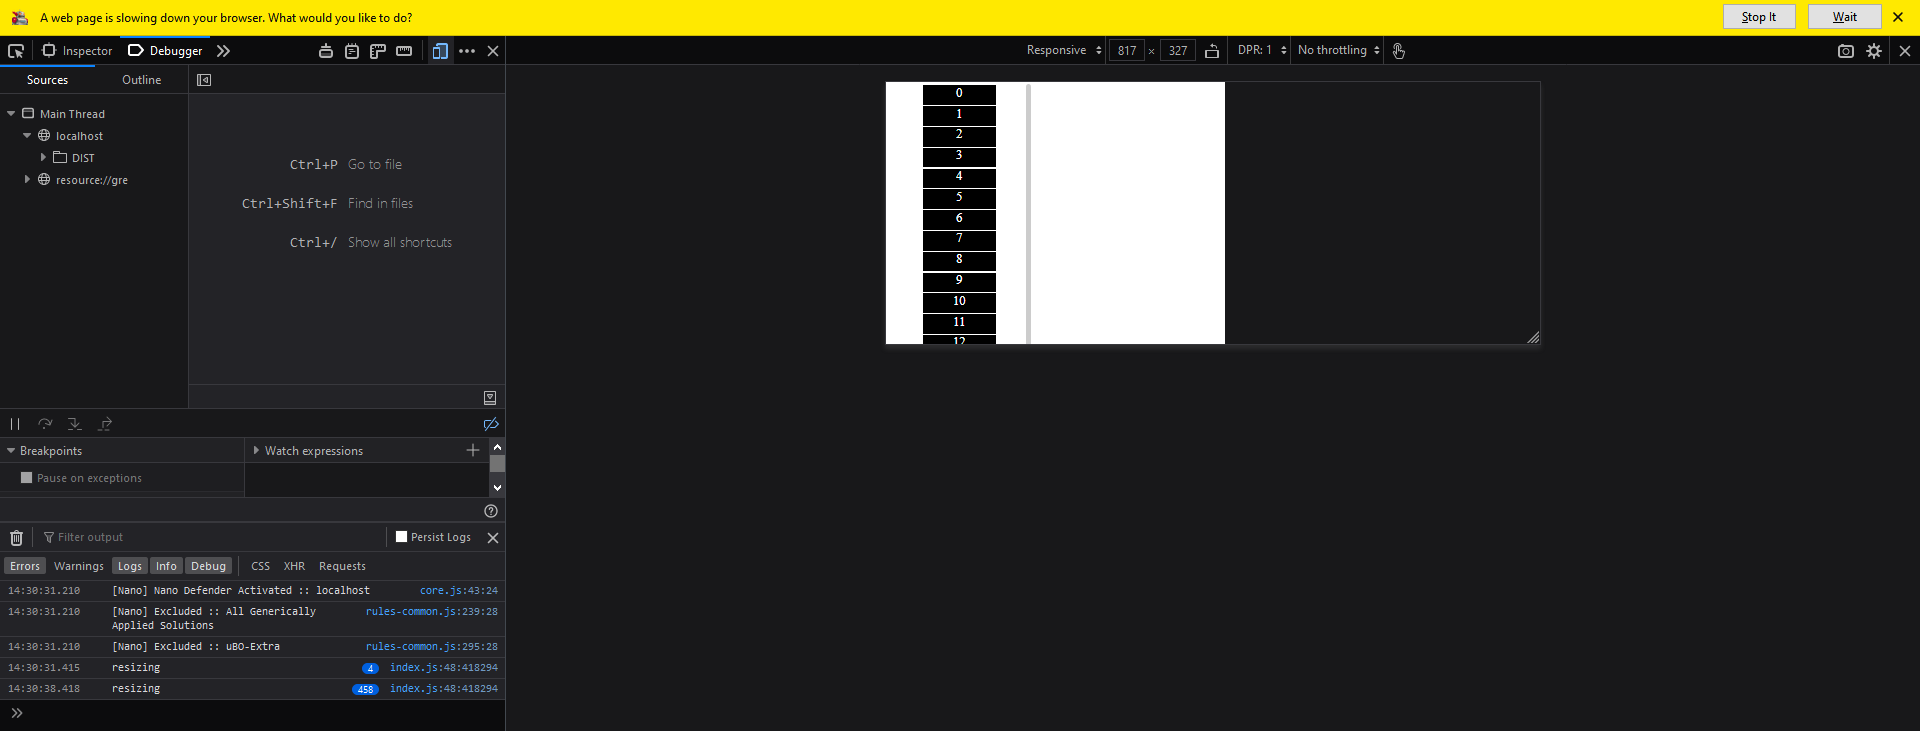 A web page is slowing down your browser. What would you like to do?
Stop It
Wait
Inspector
Debugger
Responsive
817 × 327
DPR: 1
No throttling
Sources
Outline
Main Thread
localhost
DIST
resource://gre
Ctrl+P Go to file
Ctrl+Shift+F Find in files
Ctrl+/ Show all shortcuts
0
1
2
3
4
5
6
7
8
9
10
11
12
Breakpoints
Watch expressions
Pause on exceptions
Filter output
Persist Logs
Errors Warnings Logs Info Debug CSS XHR Requests
14:30:31.210 [Nano] Nano Defender Activated :: localhost core.js:43:24
14:30:31.210 [Nano] Excluded :: All Generically rules-common.js:239:28
Applied Solutions
14:30:31.210 [Nano] Excluded :: uBO-Extra rules-common.js:295:28
14:30:31.415 resizing 4 index.js:48:418294
14:30:38.418 resizing 458 index.js:48:418294